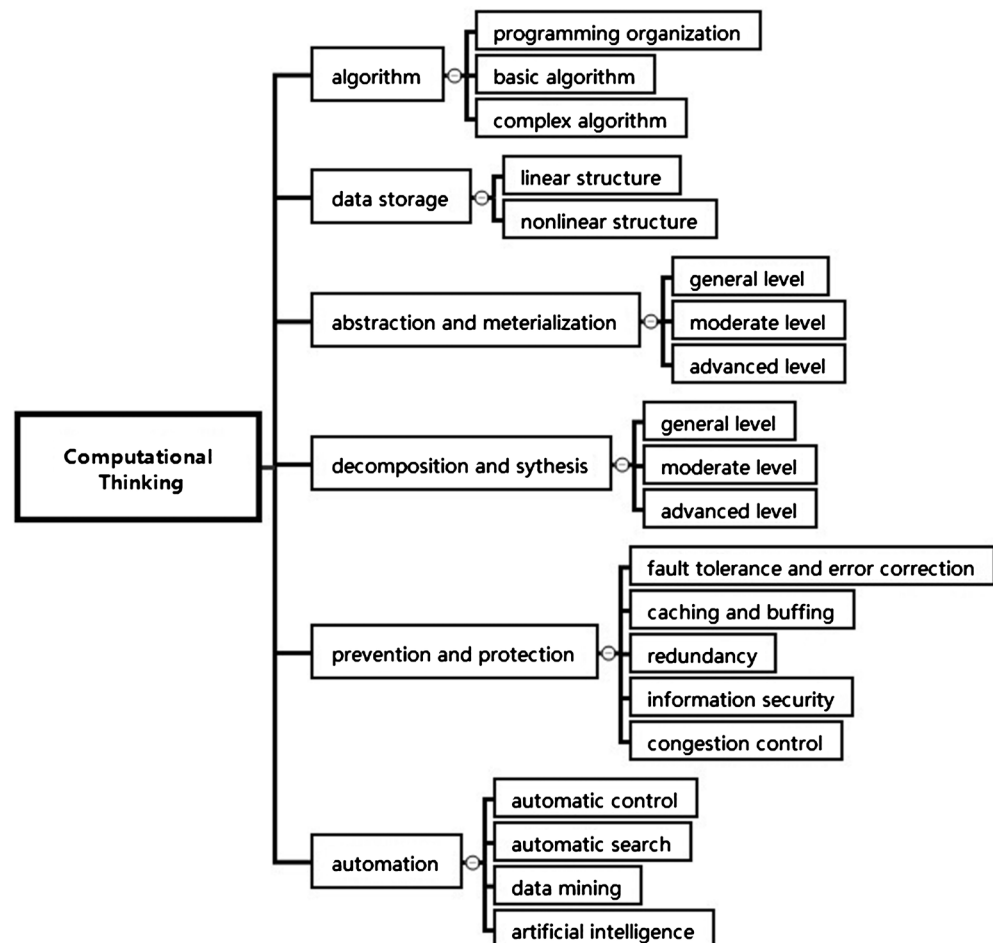 Computational
Thinking
algorithm
programming organization
basic algorithm
complex algorithm
data storage
linear structure
nonlinear structure
abstraction and meterialization
general level
moderate level
advanced level
decomposition and sythesis
general level
moderate level
advanced level
prevention and protection
fault tolerance and error correction
caching and buffing
redundancy
information security
congestion control
automation
automatic control
automatic search
data mining
artificial intelligence